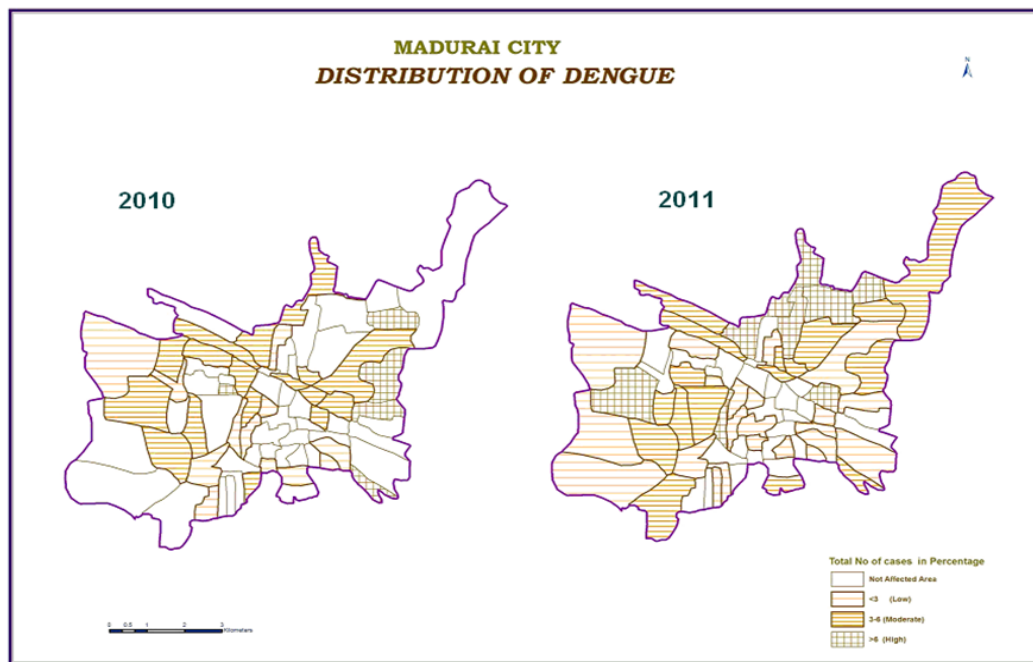 MADURAI CITY
DISTRIBUTION OF DENGUE
N
2010
2011
Total No of cases in Percentage
Not Affected Area
<3 (Low)
3-6 (Moderate)
>6 (High)
0 0.5 1 2 3
Kilometers